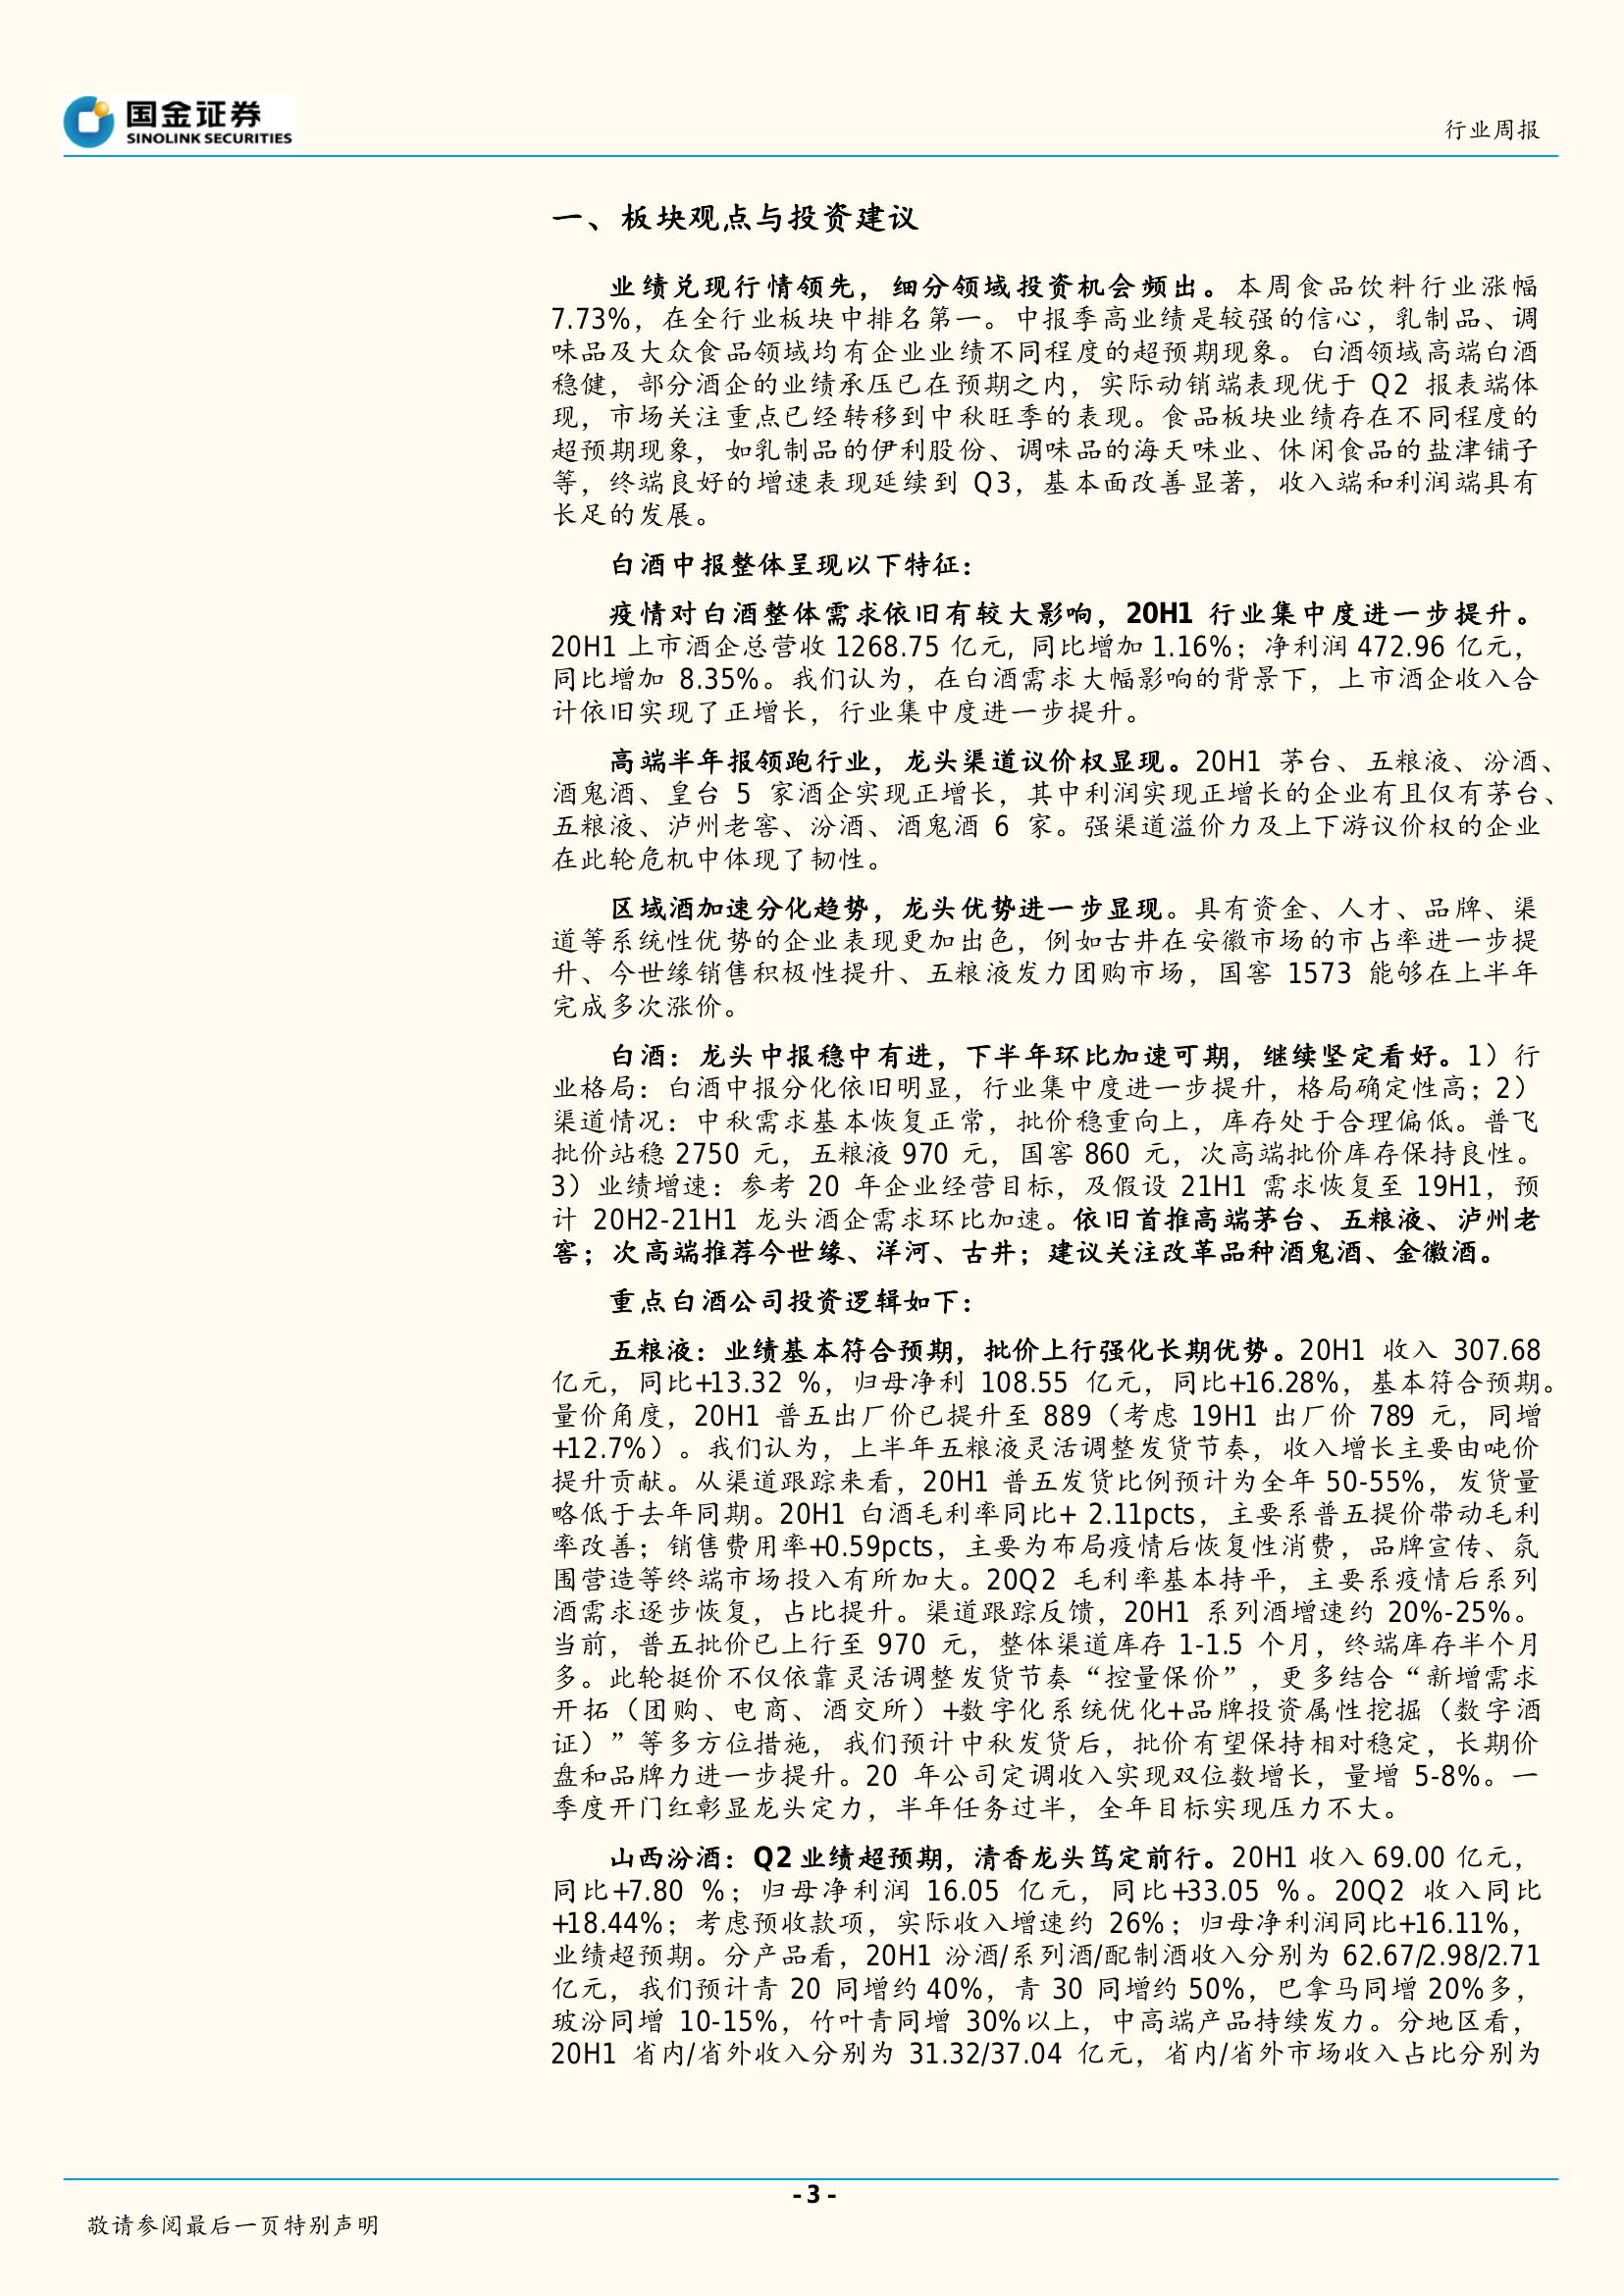 国金证券
SINOLINK SECURITIES
行业周报
一、板块观点与投资建议
业绩兑现行情领先，细分领域投资机会频出。本周食品饮料行业涨幅
7.73%，在全行业板块中排名第一。中报季高业绩是较强的信心，乳制品、调
味品及大众食品领域均有企业业绩不同程度的超预期现象。白酒领域高端白酒
稳健，部分酒企的业绩承压已在预期之内，实际动销端表现优于 Q2 报表端体
现，市场关注重点已经转移到中秋旺季的表现。食品板块业绩存在不同程度的
超预期现象，如乳制品的伊利股份、调味品的海天味业、休闲食品的盐津铺子
等，终端良好的增速表现延续到 Q3，基本面改善显著，收入端和利润端具有
长足的发展。
白酒中报整体呈现以下特征：
疫情对白酒整体需求依旧有较大影响，20H1 行业集中度进一步提升。
20H1 上市酒企总营收 1268.75 亿元，同比增加 1.16%；净利润 472.96 亿元，
同比增加 8.35%。我们认为，在白酒需求大幅影响的背景下，上市酒企收入合
计依旧实现了正增长，行业集中度进一步提升。
高端半年报领跑行业，龙头渠道议价权显现。20H1 茅台、五粮液、汾酒、
酒鬼酒、皇台 5 家酒企实现正增长，其中利润实现正增长的企业有且仅有茅台、
五粮液、泸州老窖、汾酒、酒鬼酒 6 家。强渠道溢价力及上下游议价权的企业
在此轮危机中体现了韧性。
区域酒加速分化趋势，龙头优势进一步显现。具有资金、人才、品牌、渠
道等系统性优势的企业表现更加出色，例如古井在安徽市场的市占率进一步提
升、今世缘销售积极性提升、五粮液发力团购市场，国窖 1573 能够在上半年
完成多次涨价。
白酒：龙头中报稳中有进，下半年环比加速可期，继续坚定看好。1）行
业格局：白酒中报分化依旧明显，行业集中度进一步提升，格局确定性高；2）
渠道情况：中秋需求基本恢复正常，批价稳重向上，库存处于合理偏低。普飞
批价站稳 2750 元，五粮液 970 元，国窖 860 元，次高端批价库存保持良性。
3）业绩增速：参考 20 年企业经营目标，及假设 21H1 需求恢复至 19H1，预
计 20H2-21H1 龙头酒企需求环比加速。依旧首推高端茅台、五粮液、泸州老
窖；次高端推荐今世缘、洋河、古井；建议关注改革品种酒鬼酒、金徽酒。
重点白酒公司投资逻辑如下：
五粮液：业绩基本符合预期，批价上行强化长期优势。20H1 收入 307.68
亿元，同比+13.32 %，归母净利 108.55 亿元，同比+16.28%，基本符合预期。
量价角度，20H1 普五出厂价已提升至 889（考虑 19H1 出厂价 789 元，同增
+12.7%）。我们认为，上半年五粮液灵活调整发货节奏，收入增长主要由吨价
提升贡献。从渠道跟踪来看，20H1 普五发货比例预计为全年 50-55%，发货量
略低于去年同期。20H1 白酒毛利率同比+ 2.11pcts，主要系普五提价带动毛利
率改善；销售费用率+0.59pcts，主要为布局疫情后恢复性消费，品牌宣传、氛
围营造等终端市场投入有所加大。20Q2 毛利率基本持平，主要系疫情后系列
酒需求逐步恢复，占比提升。渠道跟踪反馈，20H1 系列酒增速约 20%-25%。
当前，普五批价已上行至 970 元，整体渠道库存 1-1.5 个月，终端库存半个月
多。此轮挺价不仅依靠灵活调整发货节奏“控量保价”，更多结合“新增需求
开拓（团购、电商、酒交所）+数字化系统优化+品牌投资属性挖掘（数字酒
证）”等多方位措施，我们预计中秋发货后，批价有望保持相对稳定，长期价
盘和品牌力进一步提升。20 年公司定调收入实现双位数增长，量增 5-8%。一
季度开门红彰显龙头定力，半年任务过半，全年目标实现压力不大。
山西汾酒：Q2 业绩超预期，清香龙头笃定前行。20H1 收入 69.00 亿元，
同比+7.80 %；归母净利润 16.05 亿元，同比+33.05 %。20Q2 收入同比
+18.44%；考虑预收款项，实际收入增速约 26%；归母净利润同比+16.11%，
业绩超预期。分产品看，20H1 汾酒/系列酒/配制酒收入分别为 62.67/2.98/2.71
亿元，我们预计青 20 同增约 40%，青 30 同增约 50%，巴拿马同增 20%多，
玻汾同增 10-15%，竹叶青同增 30%以上，中高端产品持续发力。分地区看，
20H1 省内/省外收入分别为 31.32/37.04 亿元，省内/省外市场收入占比分别为
- 3 -
敬请参阅最后一页特别声明